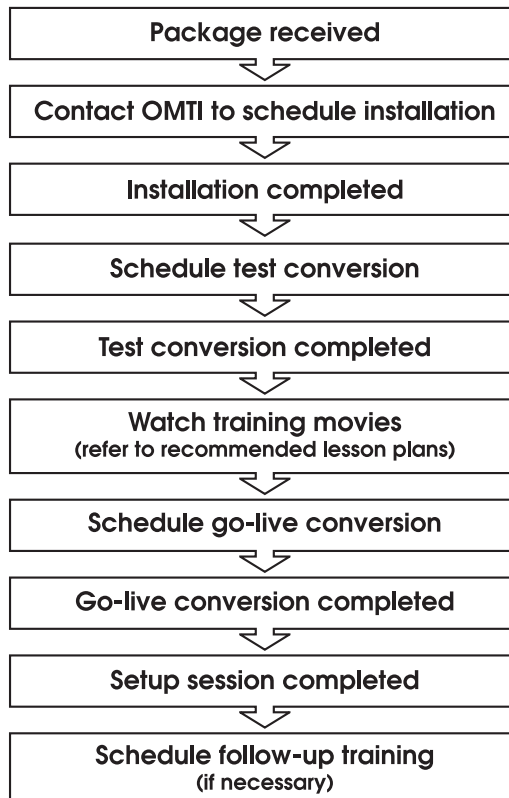 Package received
Contact OMTI to schedule installation
Installation completed
Schedule test conversion
Test conversion completed
Watch training movies
(refer to recommended lesson plans)
Schedule go-live conversion
Go-live conversion completed
Setup session completed
Schedule follow-up training
(if necessary)